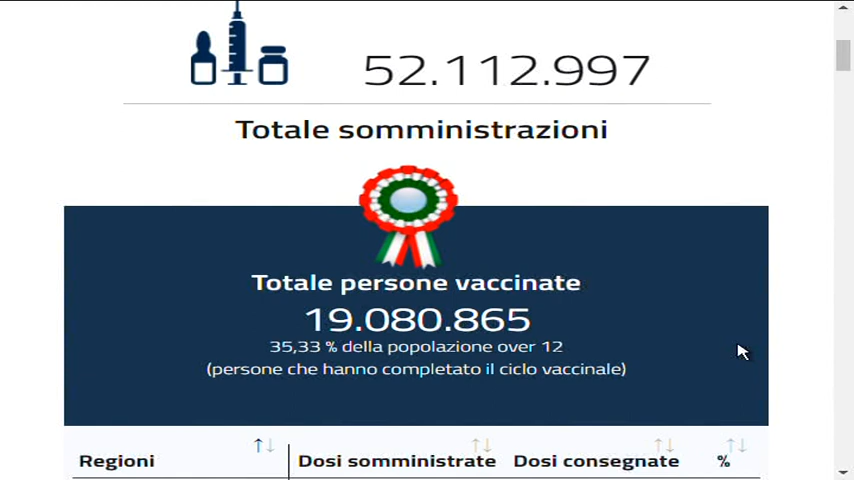 52.112.997
Totale somministrazioni
Totale persone vaccinate
19.080.865
35,33 % della popolazione over 12
(persone che hanno completato il ciclo vaccinale)
Regioni Dosi somministrate Dosi consegnate %